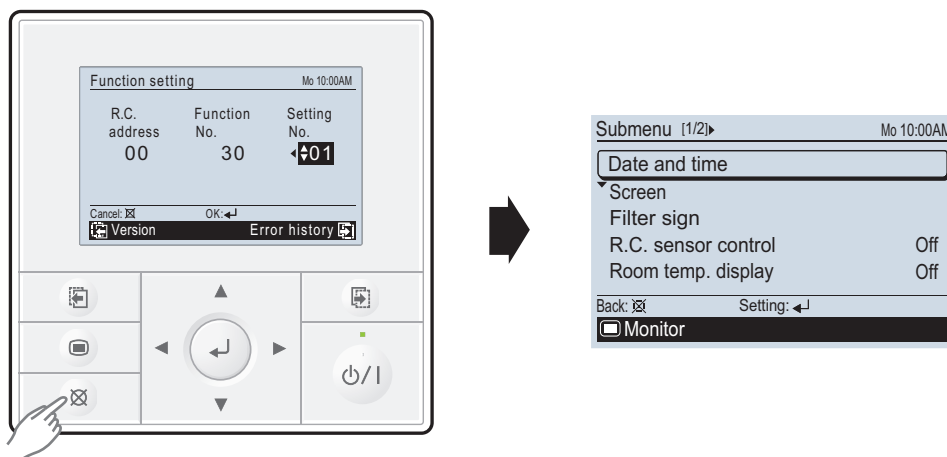 Function setting Mo 10:00AM
R.C. address Function No. Setting No.
00 30 01
Cancel: OK:
Version Error history
Submenu [1/2] Mo 10:00AM
Date and time
Screen
Filter sign
R.C. sensor control Off
Room temp. display Off
Back: Setting:
Monitor